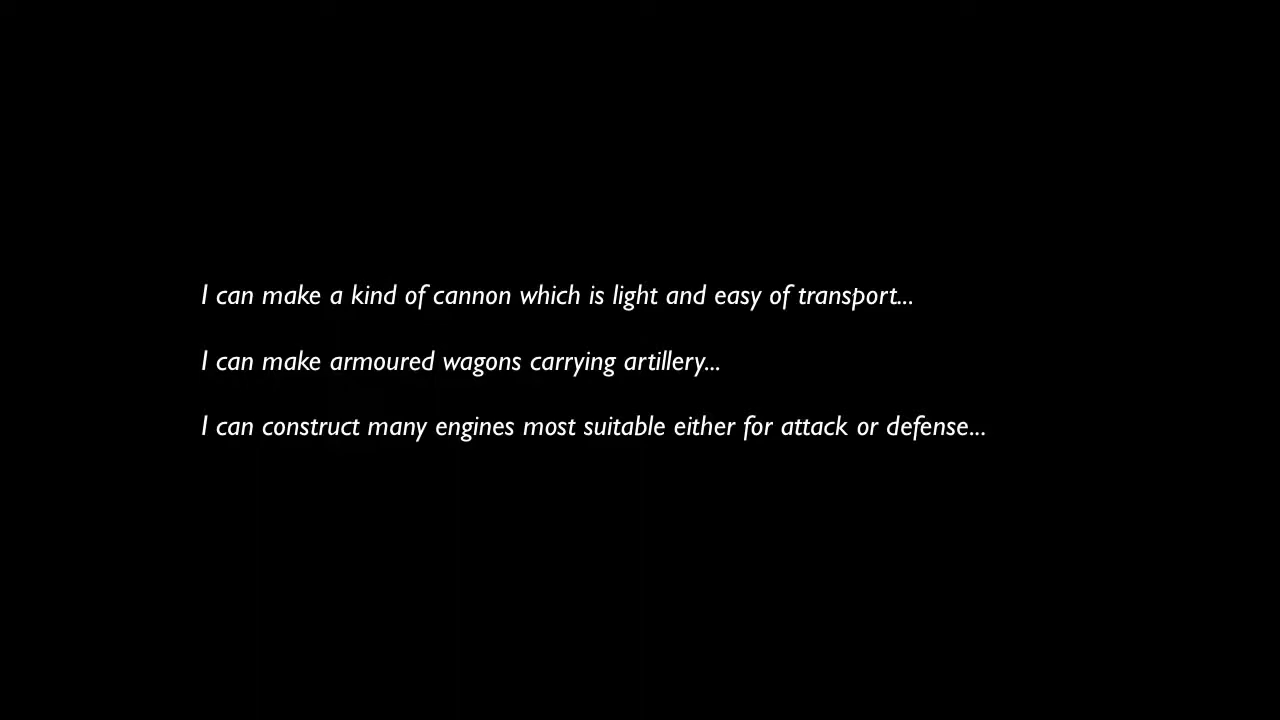 I can make a kind of cannon which is light and easy of transport...
I can make armoured wagons carrying artillery...
I can construct many engines most suitable either for attack or defense...